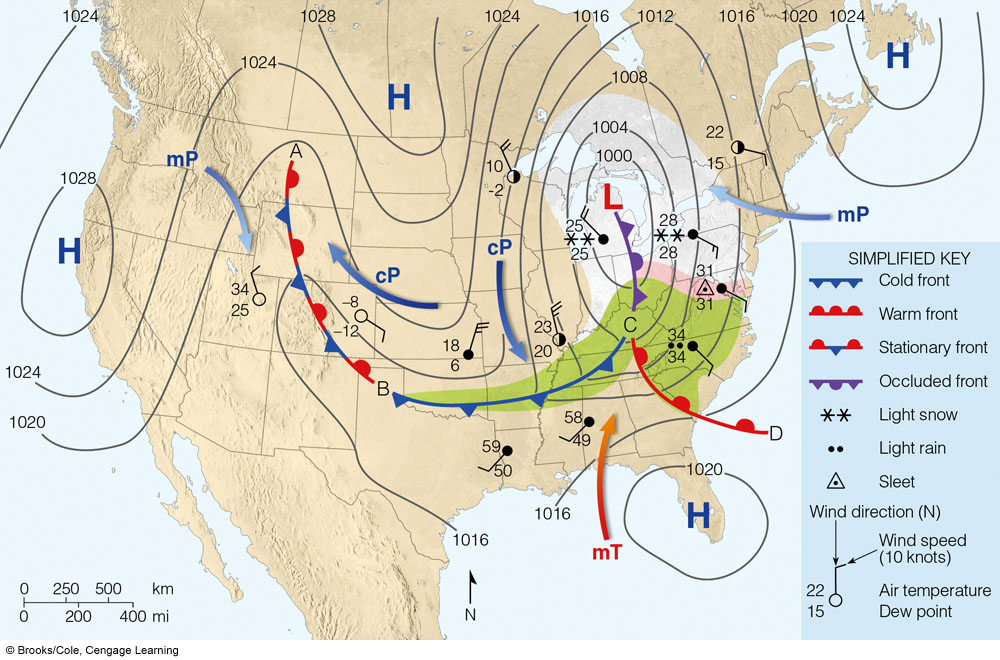 1024
1028
1024
1016
1012
1016
1020
1024
H
1024
H
1008
22
15
1004
1000
A
mP
10
-2
1028
L
mP
H
25
25
28
28
cP
cP
31
31
34
25
-8
-12
C
23
20
18
6
34
34
1024
B
1020
58
49
D
59
50
1020
1016
H
1016
mT
N
0 250 500 km
0 200 400 mi
SIMPLIFIED KEY
Cold front
Warm front
Stationary front
Occluded front
Light snow
Light rain
Sleet
Wind direction (N)
Wind speed
(10 knots)
22
15
Air temperature
Dew point
© Brooks/Cole, Cengage Learning